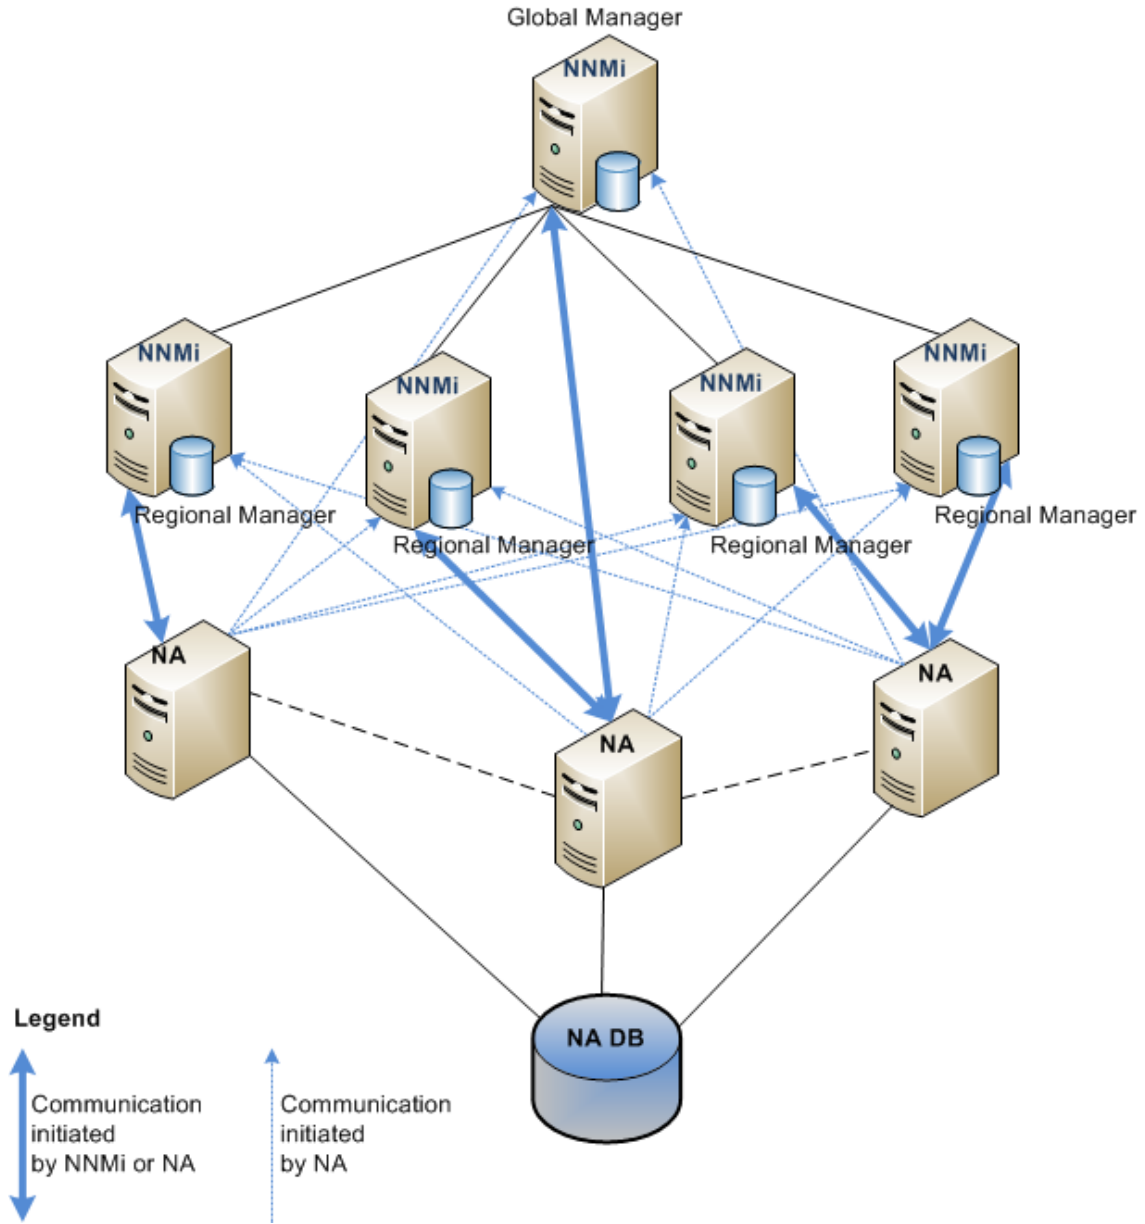 Global Manager
NNMi
NNMi
NNMi
NNMi
NNMi
Regional Manager
Regional Manager
Regional Manager
Regional Manager
NA
NA
NA
NA DB
Legend
Communication
initiated
by NNMi or NA
Communication
initiated
by NA